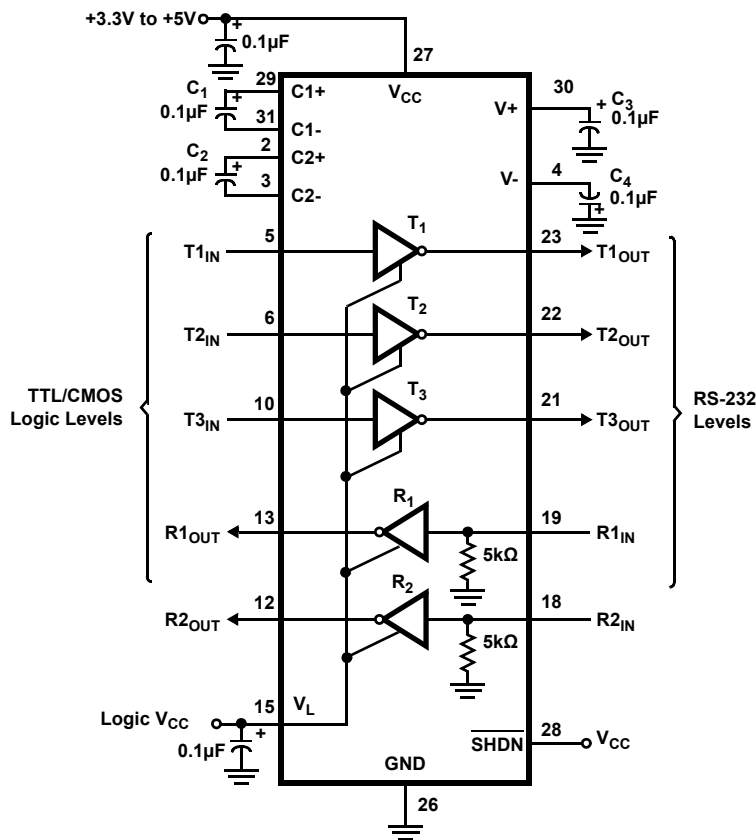 +3.3V to +5V
+
0.1µF
27
VCC
C1
0.1µF
+
29
C1+
31
C1-
C2
0.1µF
+
2
C2+
3
C2-
30
V+
+
C3
0.1µF
4
V-
C4
0.1µF
+
T1IN
5
T1
23
T1OUT
T2IN
6
T2
22
T2OUT
TTL/CMOS
Logic Levels
T3IN
10
T3
21
T3OUT
RS-232
Levels
R1OUT
13
R1
5kΩ
19
R1IN
R2OUT
12
R2
5kΩ
18
R2IN
Logic VCC
15
VL
+
0.1µF
SHDN
28
VCC
GND
26